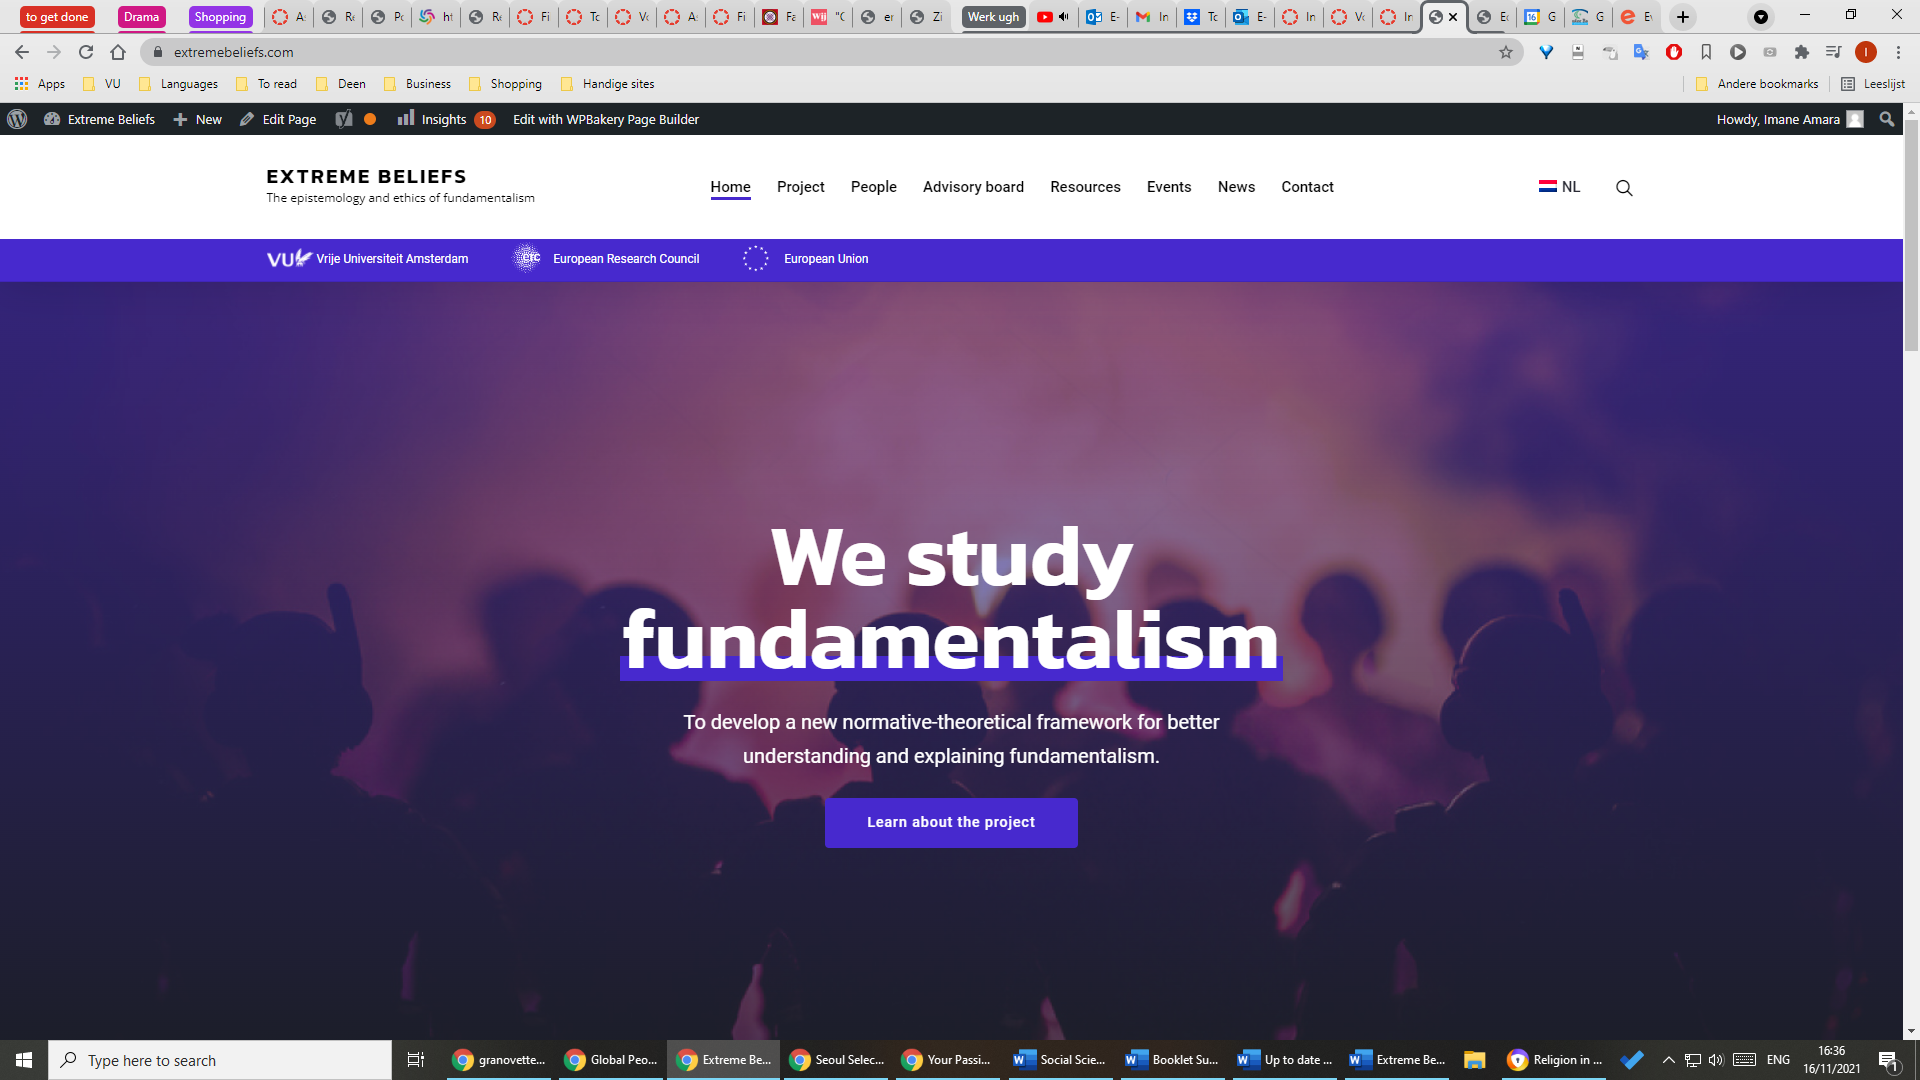 to get done Drama Shopping Werk ugh
extremebeliefs.com
Apps VU Languages To read Deen Business Shopping Handige sites Andere bookmarks Leeslijst
Extreme Beliefs New Edit Page Insights 10 Edit with WPBakery Page Builder Howdy, Imane Amara
EXTREME BELIEFS
The epistemology and ethics of fundamentalism
Home Project People Advisory board Resources Events News Contact NL
VU Vrije Universiteit Amsterdam erc European Research Council European Union
We study
fundamentalism
To develop a new normative-theoretical framework for better
understanding and explaining fundamentalism.
Learn about the project
Type here to search granovette... Global Peo... Extreme Be... Seoul Selec... Your Passi... Social Scie... Booklet Su... Up to date ... Extreme Be... Religion in ... ENG
16:36
16/11/2021
1